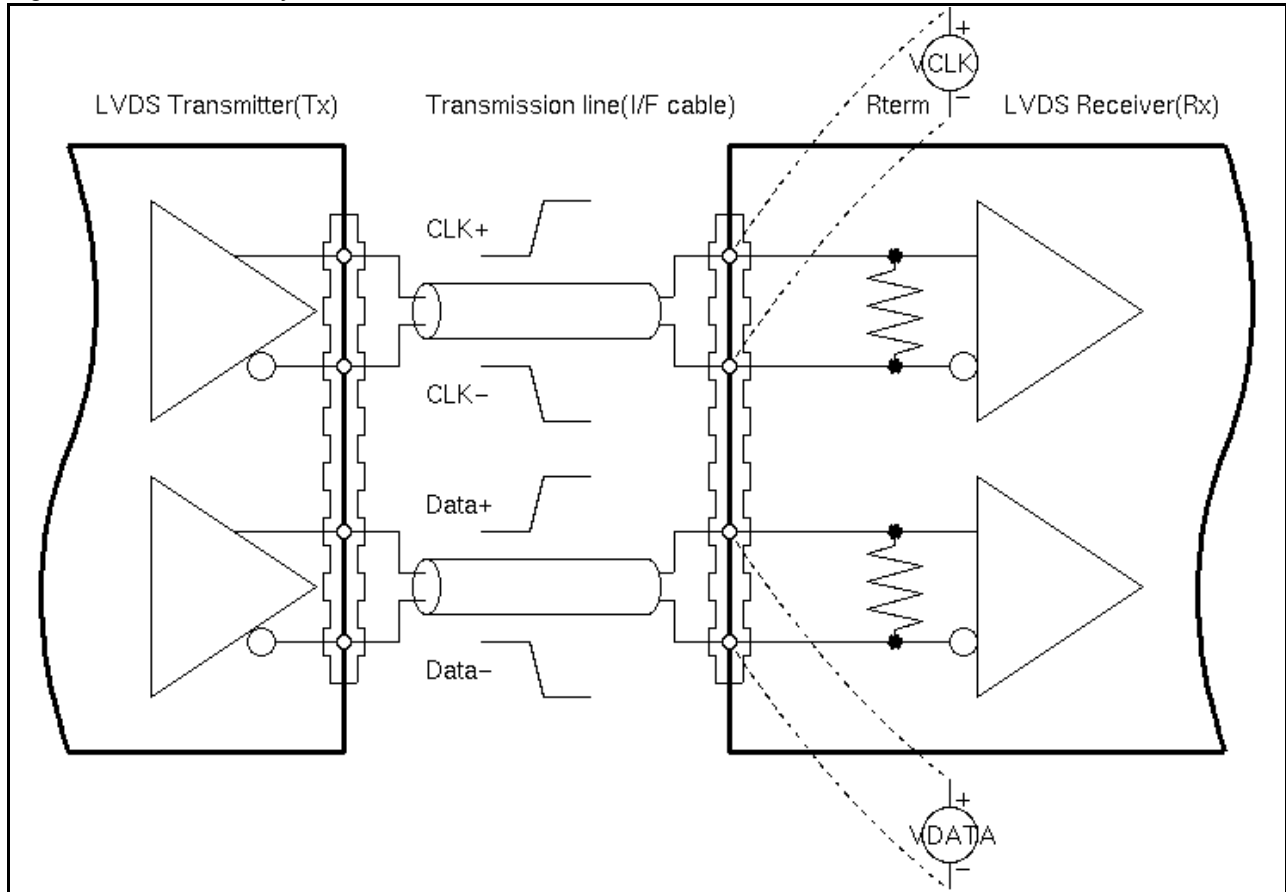 +
VCLK
−
LVDS Transmitter(Tx)
Transmission line(I/F cable)
Rterm
LVDS Receiver(Rx)
CLK+
CLK−
Data+
Data−
+
VDATA
−